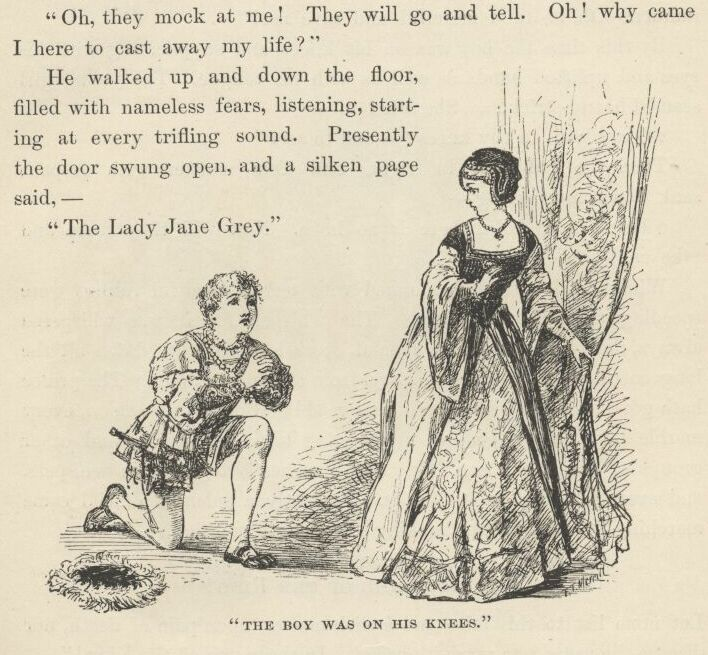 “Oh, they mock at me! They will go and tell. Oh! why came
I here to cast away my life?”
He walked up and down the floor,
filled with nameless fears, listening, start-
ing at every trifling sound. Presently
the door swung open, and a silken page
said, —
“The Lady Jane Grey.”
“THE BOY WAS ON HIS KNEES.”